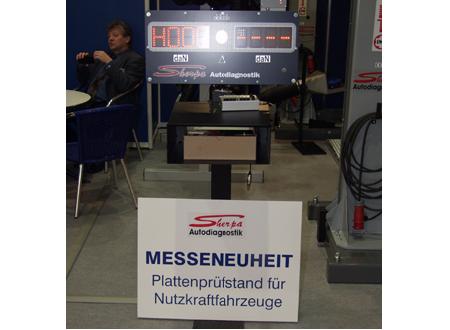 daN
daN
Sherpa Autodiagnostik
Sherpa
Autodiagnostik
MESSENEUHEIT
Plattenprüfstand für
Nutzkraftfahrzeuge